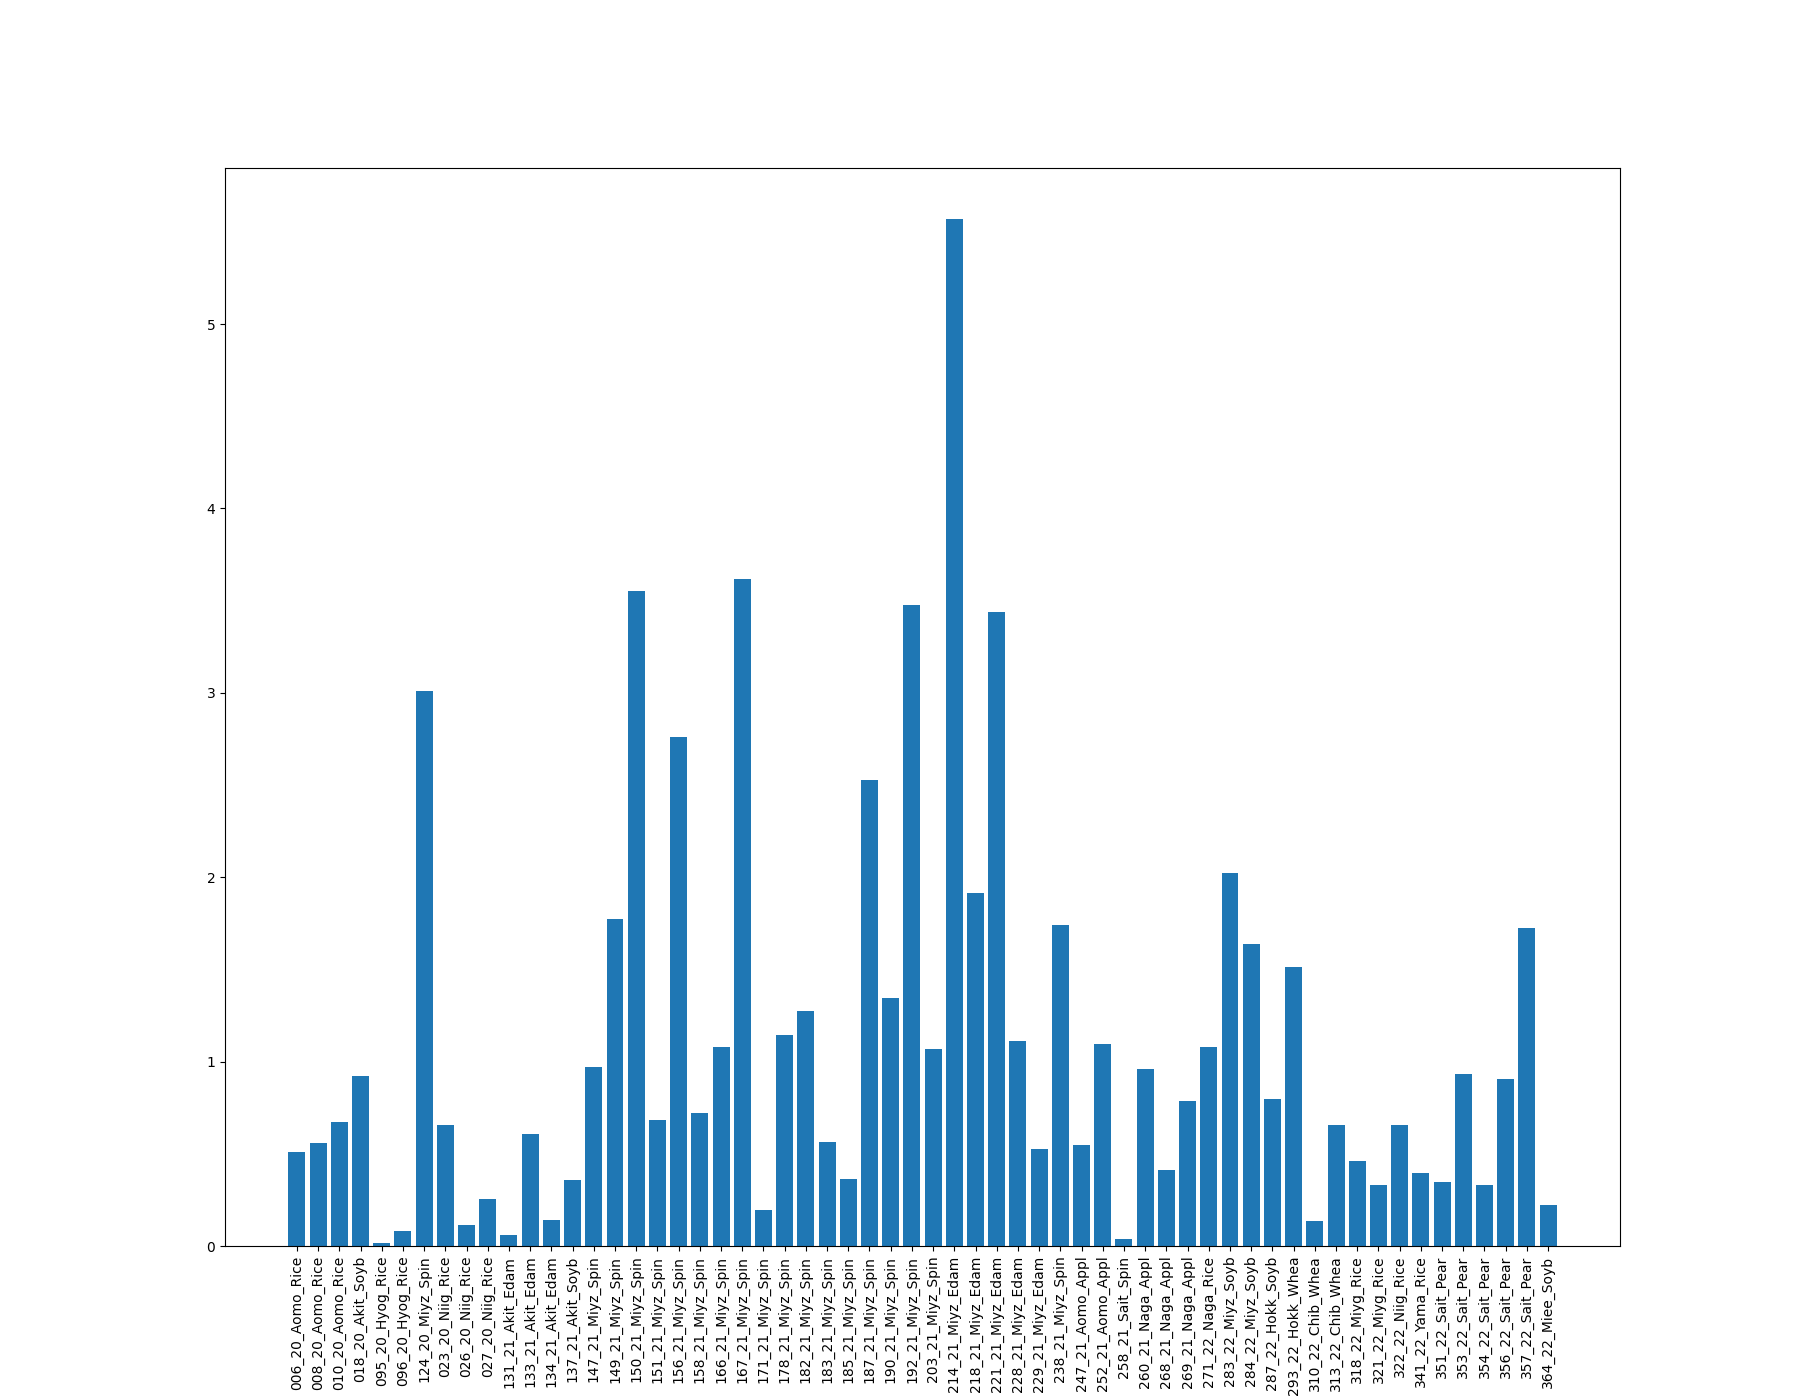 5
4
3
2
1
0
006_20_Aomo_Rice
008_20_Aomo_Rice
010_20_Aomo_Rice
018_20_Akit_Soyb
095_20_Hyog_Rice
096_20_Hyog_Rice
124_20_Miyz_Spin
023_20_Niig_Rice
026_20_Niig_Rice
027_20_Niig_Rice
131_21_Akit_Edam
133_21_Akit_Edam
134_21_Akit_Edam
137_21_Akit_Soyb
147_21_Miyz_Spin
149_21_Miyz_Spin
150_21_Miyz_Spin
151_21_Miyz_Spin
156_21_Miyz_Spin
158_21_Miyz_Spin
166_21_Miyz_Spin
167_21_Miyz_Spin
171_21_Miyz_Spin
178_21_Miyz_Spin
182_21_Miyz_Spin
183_21_Miyz_Spin
185_21_Miyz_Spin
187_21_Miyz_Spin
190_21_Miyz_Spin
192_21_Miyz_Spin
203_21_Miyz_Spin
214_21_Miyz_Edam
218_21_Miyz_Edam
221_21_Miyz_Edam
228_21_Miyz_Edam
229_21_Miyz_Edam
238_21_Miyz_Spin
247_21_Aomo_Appl
252_21_Aomo_Appl
258_21_Sait_Spin
260_21_Naga_Appl
268_21_Naga_Appl
269_21_Naga_Appl
271_22_Naga_Rice
283_22_Miyz_Soyb
284_22_Miyz_Soyb
287_22_Hokk_Soyb
293_22_Hokk_Whea
310_22_Chib_Whea
313_22_Chib_Whea
318_22_Miyg_Rice
321_22_Miyg_Rice
322_22_Niig_Rice
341_22_Yama_Rice
351_22_Sait_Pear
353_22_Sait_Pear
354_22_Sait_Pear
356_22_Sait_Pear
357_22_Sait_Pear
364_22_Miee_Soyb